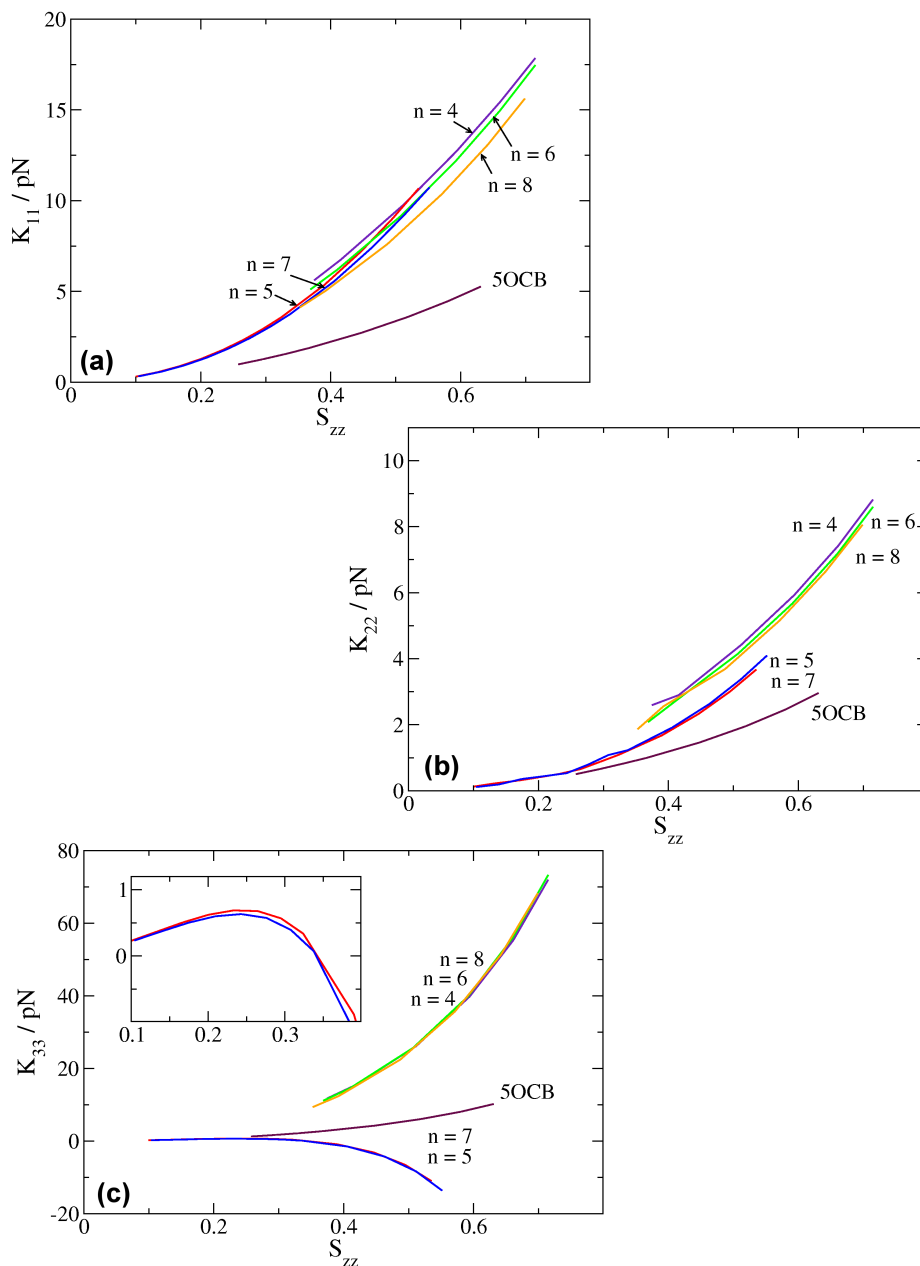 20
15
10
5
0
K11 / pN
n = 4
n = 6
n = 8
n = 7
n = 5
5OCB
(a)
0 0.2 0.4 0.6
Szz
10
8
6
4
2
0
K22 / pN
n = 4 n = 6
n = 8
n = 5
n = 7
5OCB
(b)
0 0.2 0.4 0.6
Szz
80
60
40
20
0
-20
K33 / pN
1
0
0.1 0.2 0.3
n = 8
n = 6
n = 4
5OCB
n = 7
n = 5
(c)
0 0.2 0.4 0.6
Szz